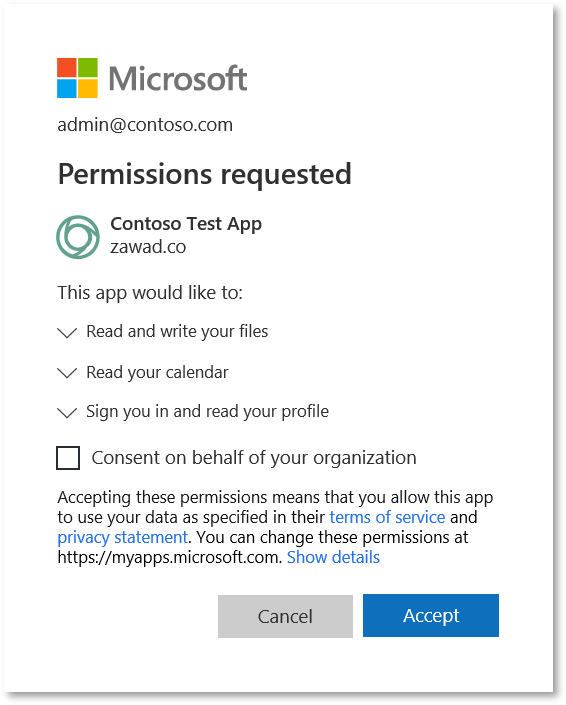 Microsoft
admin@contoso.com
Permissions requested
Contoso Test App
zawad.co
This app would like to:
Read and write your files
Read your calendar
Sign you in and read your profile
Consent on behalf of your organization
Accepting these permissions means that you allow this app
to use your data as specified in their terms of service and
privacy statement. You can change these permissions at
https://myapps.microsoft.com. Show details
Cancel
Accept